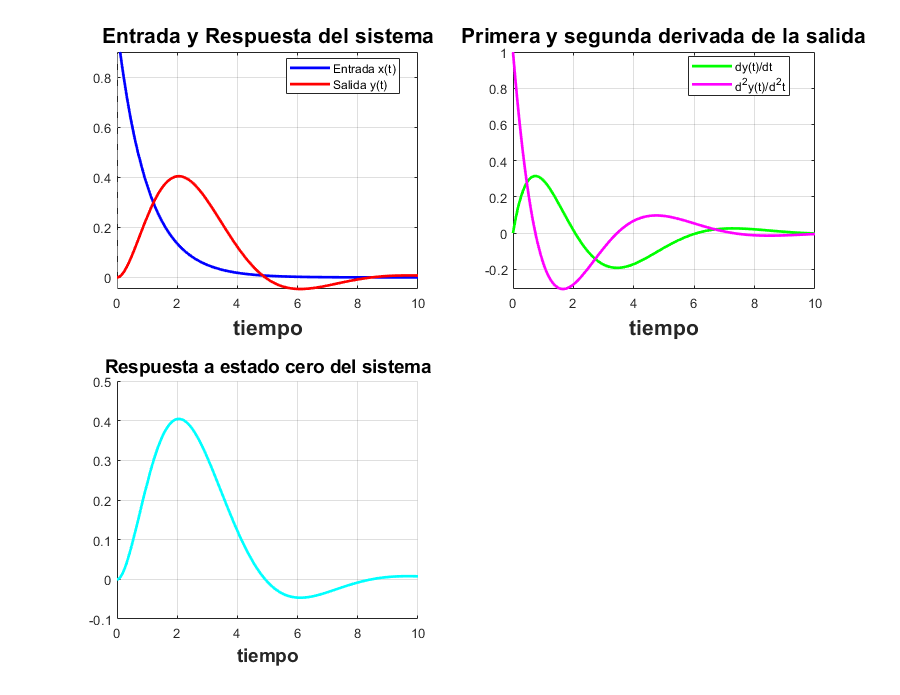 Entrada y Respuesta del sistema
Entrada x(t)
Salida y(t)
0.8
0.6
0.4
0.2
0
0 2 4 6 8 10
tiempo
Primera y segunda derivada de la salida
dy(t)/dt
d²y(t)/d²t
1
0.8
0.6
0.4
0.2
0
-0.2
0 2 4 6 8 10
tiempo
Respuesta a estado cero del sistema
0.5
0.4
0.3
0.2
0.1
0
-0.1
0 2 4 6 8 10
tiempo